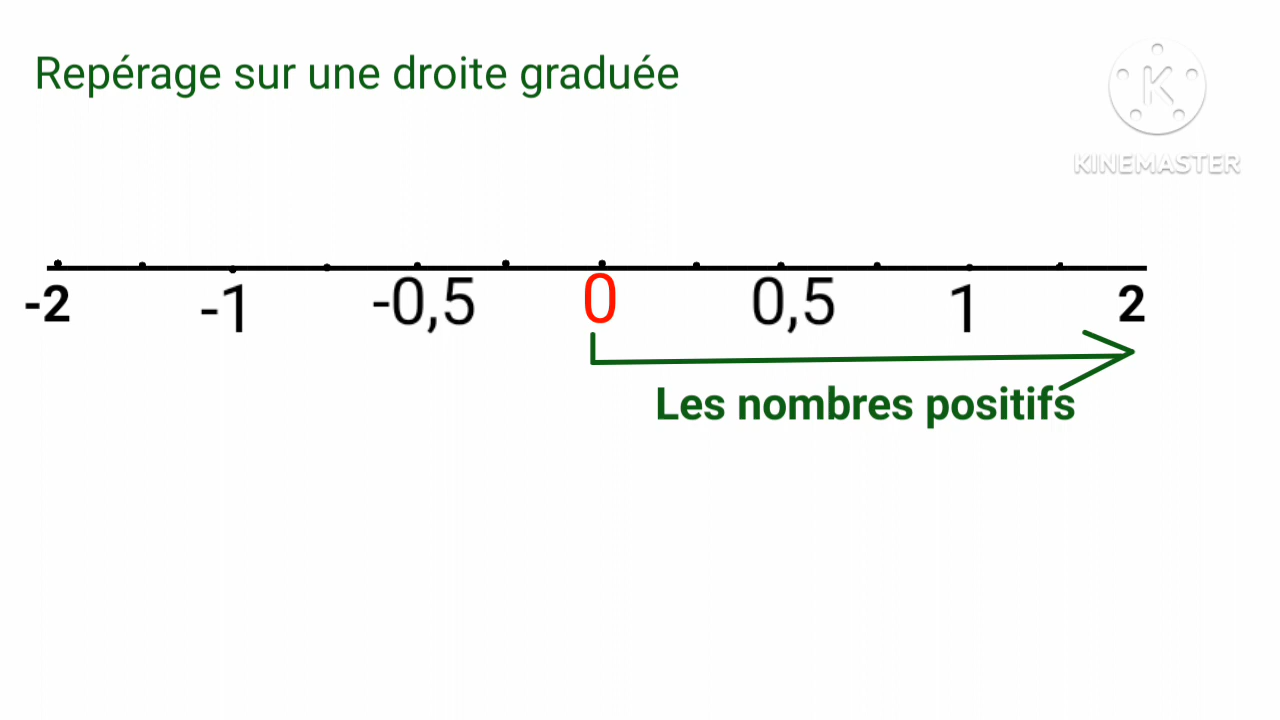 Repérage sur une droite graduée
K
KINEMASTER
-2 -1 -0,5 0 0,5 1 2
Les nombres positifs